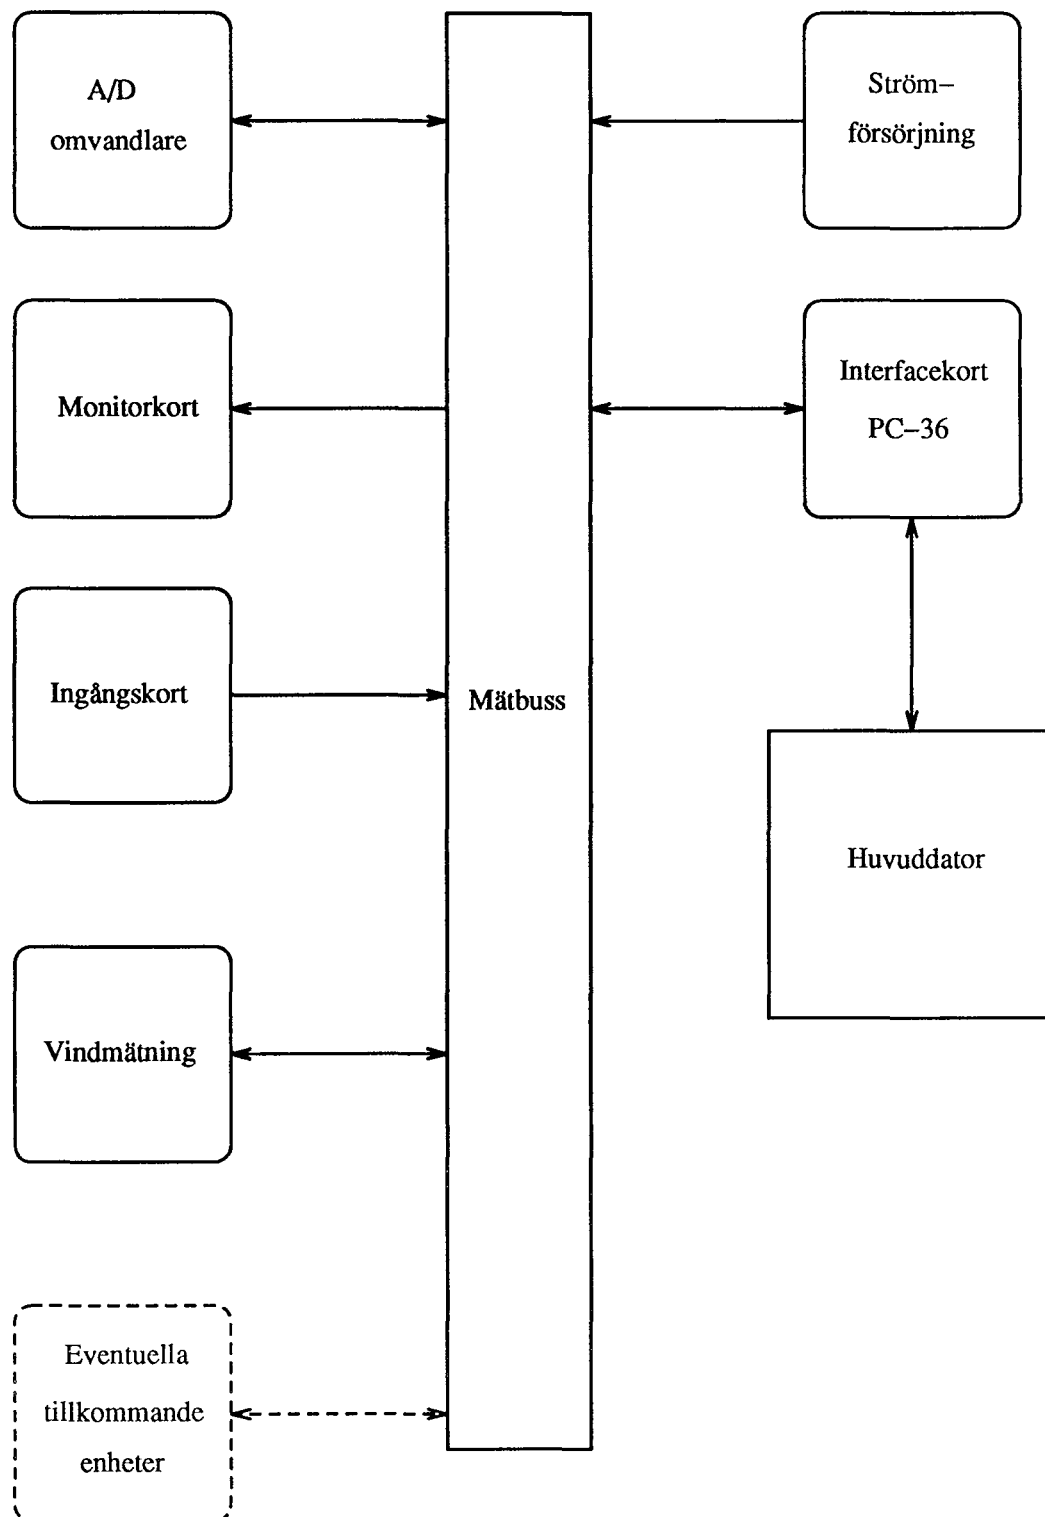 A/D
omvandlare
Ström–
försörjning
Monitorkort
Interfacekort
PC–36
Ingångskort
Mätbuss
Huvuddator
Vindmätning
Eventuella
tillkommande
enheter